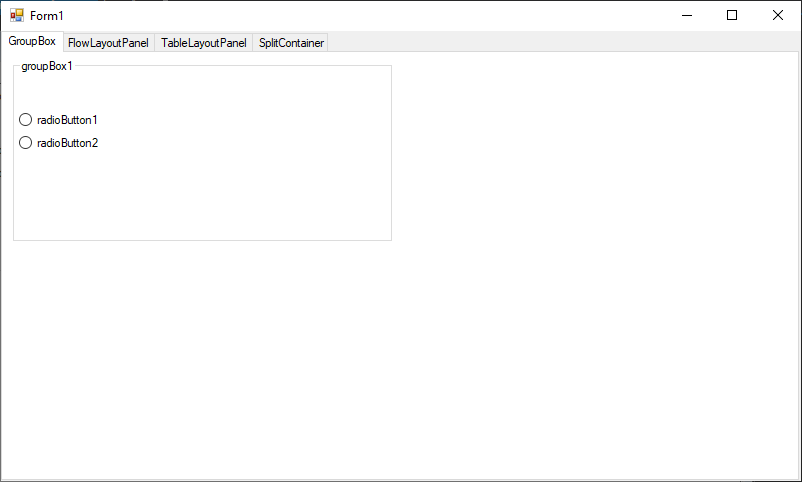 Form1
GroupBox FlowLayoutPanel TableLayoutPanel SplitContainer
groupBox1
radioButton1
radioButton2